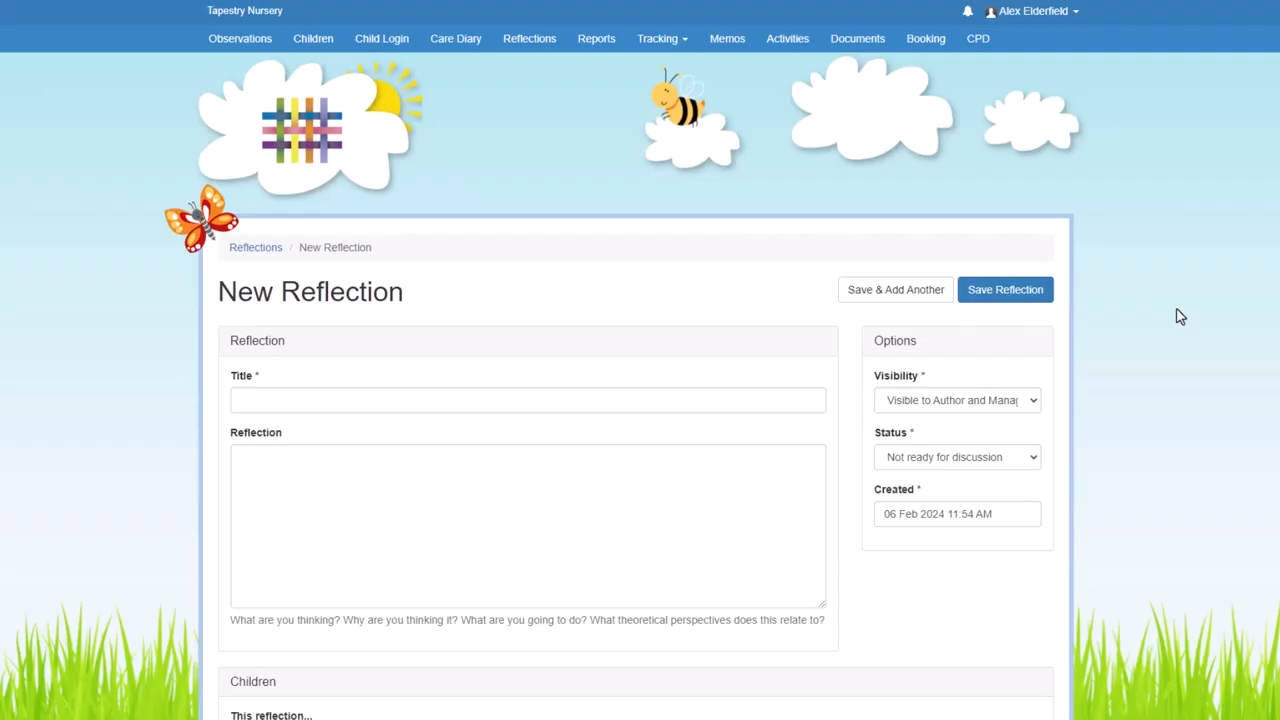 Tapestry Nursery
Alex Elderfield
Observations Children Child Login Care Diary Reflections Reports Tracking Memos Activities Documents Booking CPD
Reflections / New Reflection
New Reflection
Save & Add Another
Save Reflection
Reflection
Title *
Reflection
What are you thinking? Why are you thinking it? What are you going to do? What theoretical perspectives does this relate to?
Options
Visibility *
Visible to Author and Manag
Status *
Not ready for discussion
Created *
06 Feb 2024 11:54 AM
Children
This reflection...